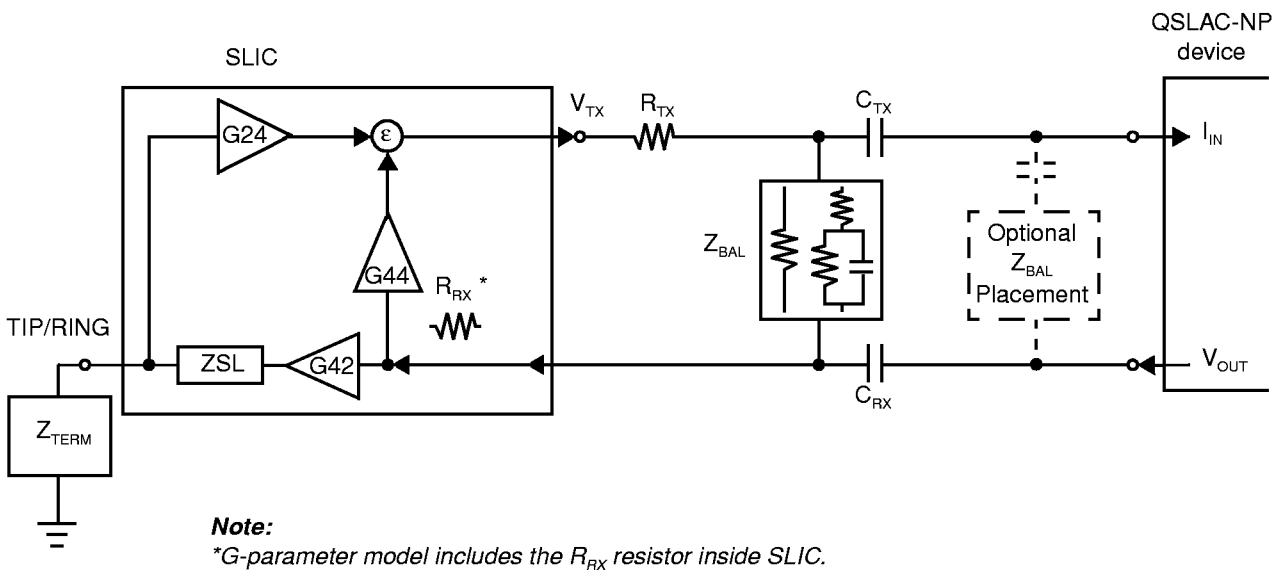 QSLAC-NP
device
SLIC
V_TX
R_TX
C_TX
G24
ε
I_IN
Z_BAL
Optional
Z_BAL
Placement
G44
R_RX *
TIP/RING
ZSL
G42
V_OUT
C_RX
Z_TERM
Note:
*G-parameter model includes the R_RX resistor inside SLIC.